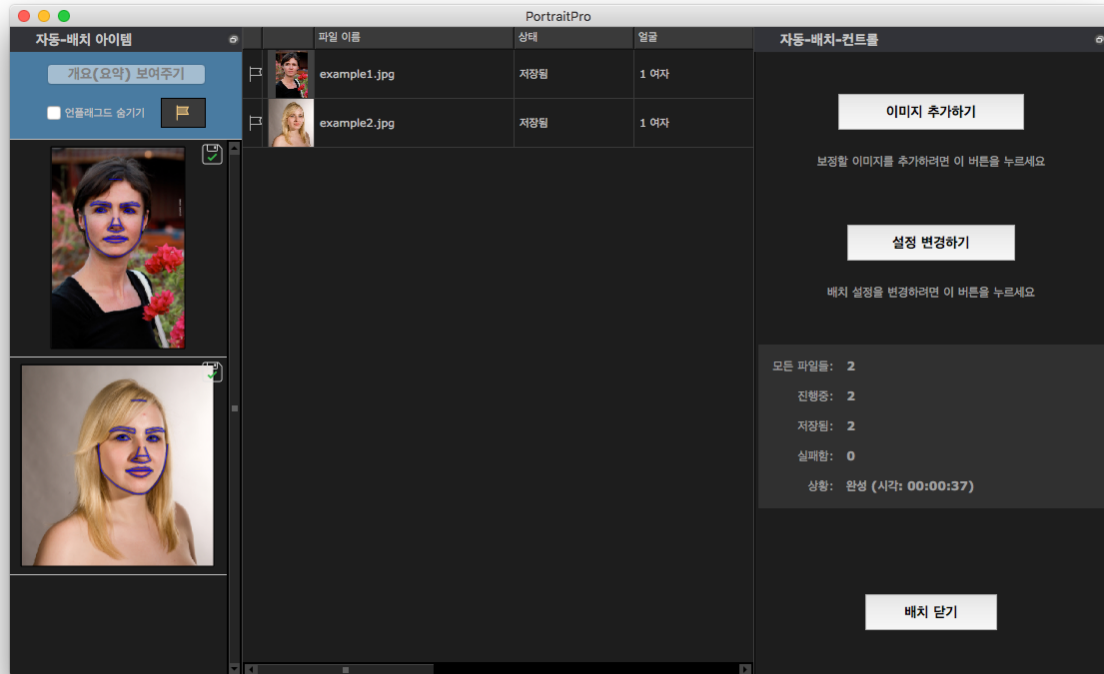 PortraitPro
자동-배치 아이템
개요(요약) 보여주기
언플래그드 숨기기
파일 이름
상태
얼굴
example1.jpg
저장됨
1 여자
example2.jpg
저장됨
1 여자
자동-배치-컨트롤
이미지 추가하기
보정할 이미지를 추가하려면 이 버튼을 누르세요
설정 변경하기
배치 설정을 변경하려면 이 버튼을 누르세요
모든 파일들: 2
진행중: 2
저장됨: 2
실패함: 0
상황: 완성 (시각: 00:00:37)
배치 닫기